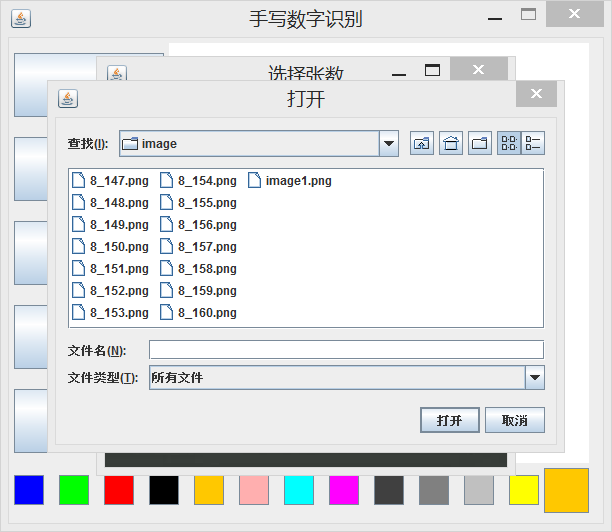 手写数字识别
选择张数
打开
查找(I): image
8_147.png 8_154.png image1.png
8_148.png 8_155.png
8_149.png 8_156.png
8_150.png 8_157.png
8_151.png 8_158.png
8_152.png 8_159.png
8_153.png 8_160.png
文件名(N):
文件类型(T): 所有文件
打开 取消